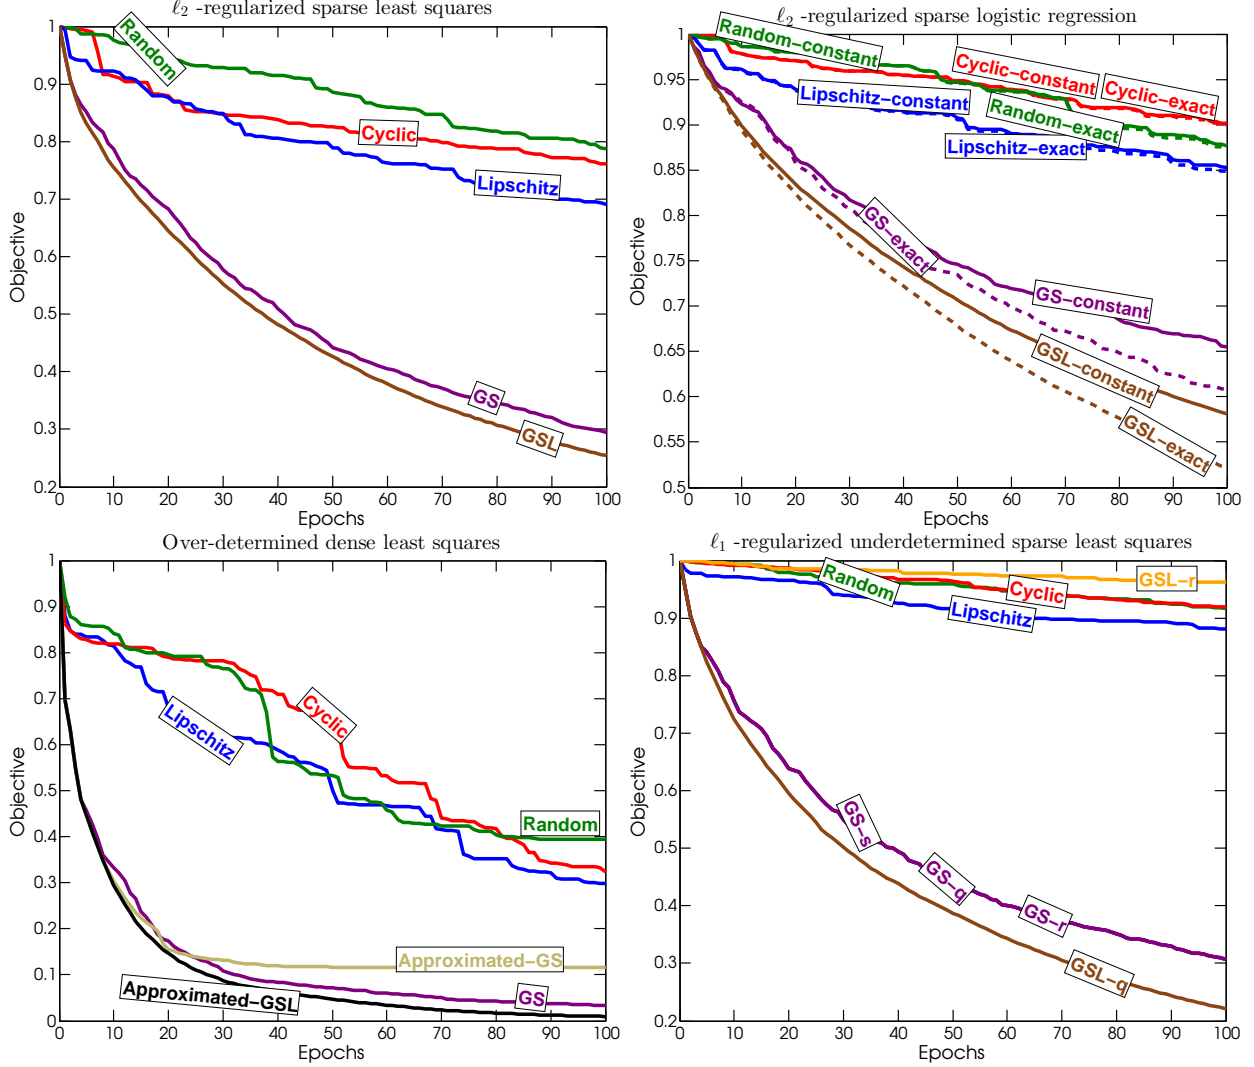 ℓ2 -regularized sparse least squares
1
0.9
0.8
0.7
0.6
0.5
0.4
0.3
0.2
Objective
Random
Cyclic
Lipschitz
GS
GSL
0 10 20 30 40 50 60 70 80 90 100
Epochs
ℓ2 -regularized sparse logistic regression
1
0.95
0.9
0.85
0.8
0.75
0.7
0.65
0.6
0.55
0.5
Objective
Random-constant
Cyclic-constant
Cyclic-exact
Lipschitz-constant
Random-exact
Lipschitz-exact
GS-exact
GS-constant
GSL-constant
GSL-exact
0 10 20 30 40 50 60 70 80 90 100
Epochs
Over-determined dense least squares
1
0.9
0.8
0.7
0.6
0.5
0.4
0.3
0.2
0.1
0
Objective
Cyclic
Lipschitz
Random
Approximated-GS
Approximated-GSL
GS
0 10 20 30 40 50 60 70 80 90 100
Epochs
ℓ1 -regularized underdetermined sparse least squares
1
0.9
0.8
0.7
0.6
0.5
0.4
0.3
0.2
Objective
GSL-r
Random
Cyclic
Lipschitz
GS-s
GS-q
GS-r
GSL-q
0 10 20 30 40 50 60 70 80 90 100
Epochs